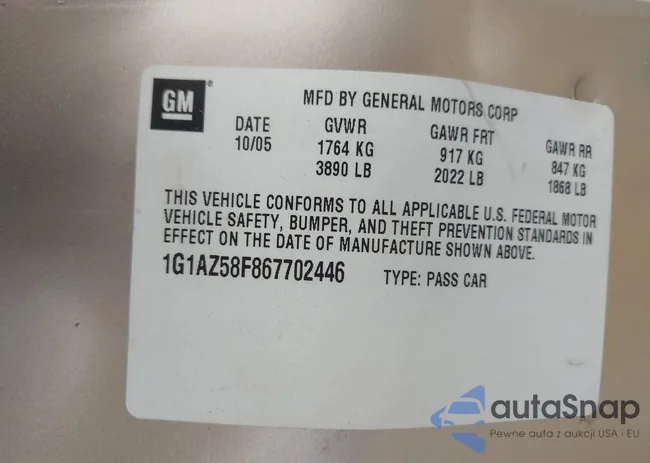 GM
MFD BY GENERAL MOTORS CORP
DATE GVWR GAWR FRT GAWR RR
10/05 1764 KG 917 KG 847 KG
3890 LB 2022 LB 1868 LB
THIS VEHICLE CONFORMS TO ALL APPLICABLE U.S. FEDERAL MOTOR
VEHICLE SAFETY, BUMPER, AND THEFT PREVENTION STANDARDS IN
EFFECT ON THE DATE OF MANUFACTURE SHOWN ABOVE.
1G1AZ58F867702446 TYPE: PASS CAR
autaSnap
Pewne auta z aukcji USA i EU